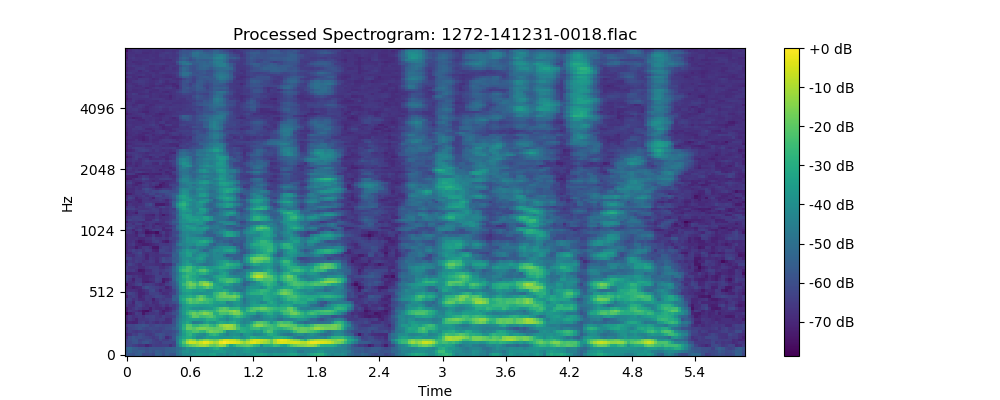 Processed Spectrogram: 1272-141231-0018.flac
+0 dB
4096
-10 dB
-20 dB
2048
-30 dB
Hz
1024
-40 dB
-50 dB
512
-60 dB
-70 dB
0
0 0.6 1.2 1.8 2.4 3 3.6 4.2 4.8 5.4
Time